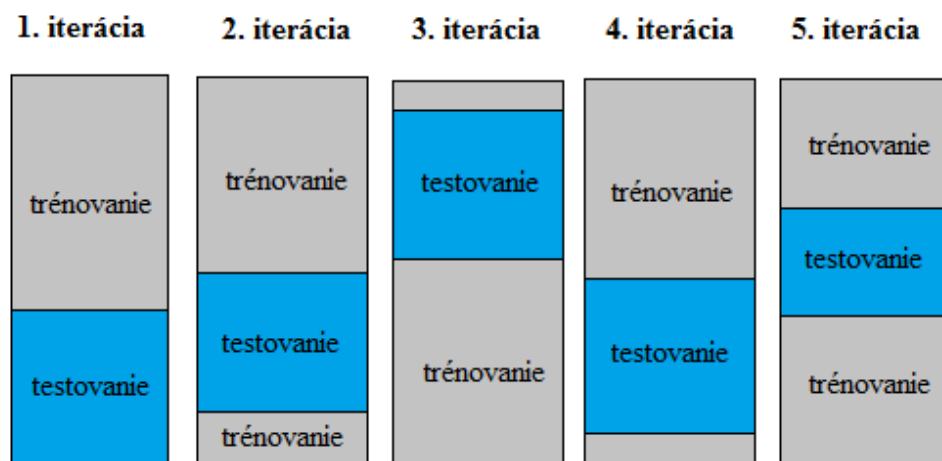 1. iterácia
2. iterácia
3. iterácia
4. iterácia
5. iterácia
trénovanie
testovanie
trénovanie
testovanie
trénovanie
testovanie
trénovanie
trénovanie
testovanie
trénovanie
testovanie
trénovanie